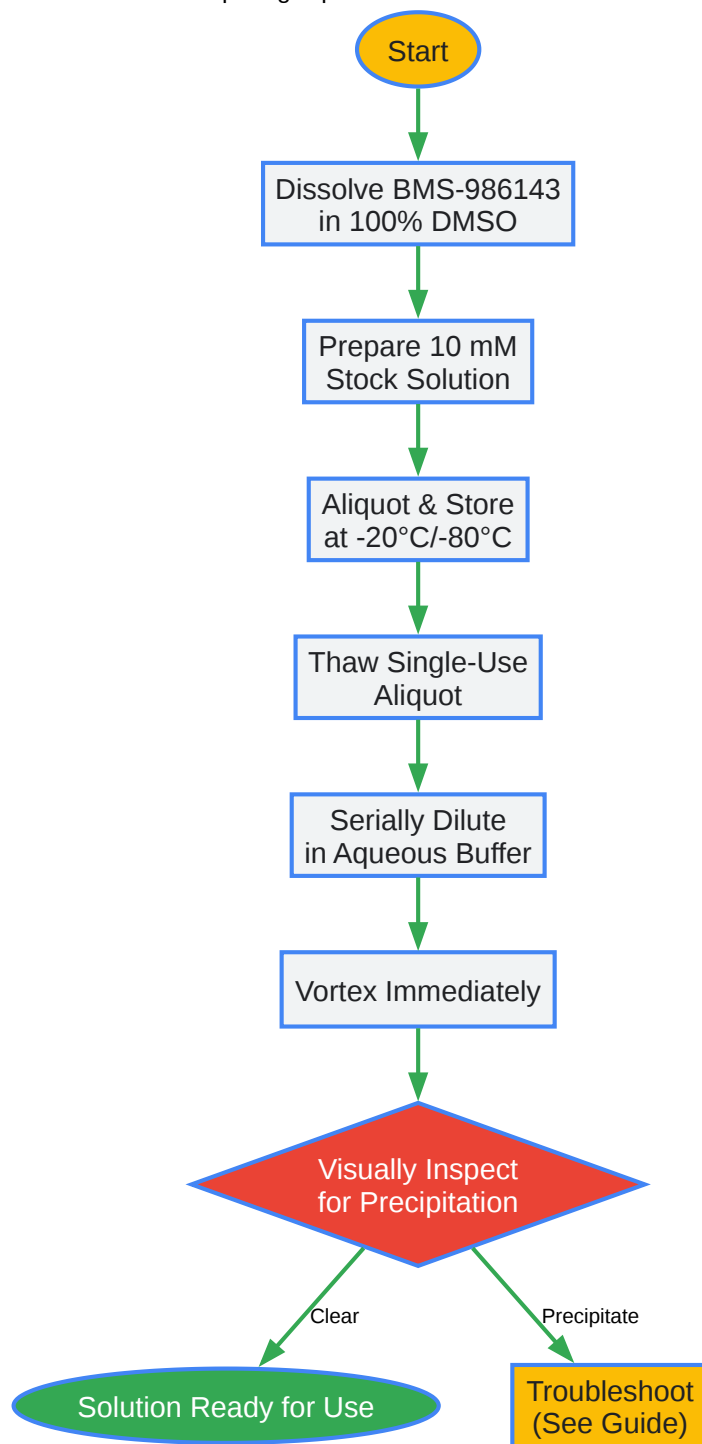 Start
Dissolve BMS-986143
in 100% DMSO
Prepare 10 mM
Stock Solution
Aliquot & Store
at -20°C/-80°C
Thaw Single-Use
Aliquot
Serially Dilute
in Aqueous Buffer
Vortex Immediately
Visually Inspect
for Precipitation
Clear
Precipitate
Solution Ready for Use
Troubleshoot
(See Guide)